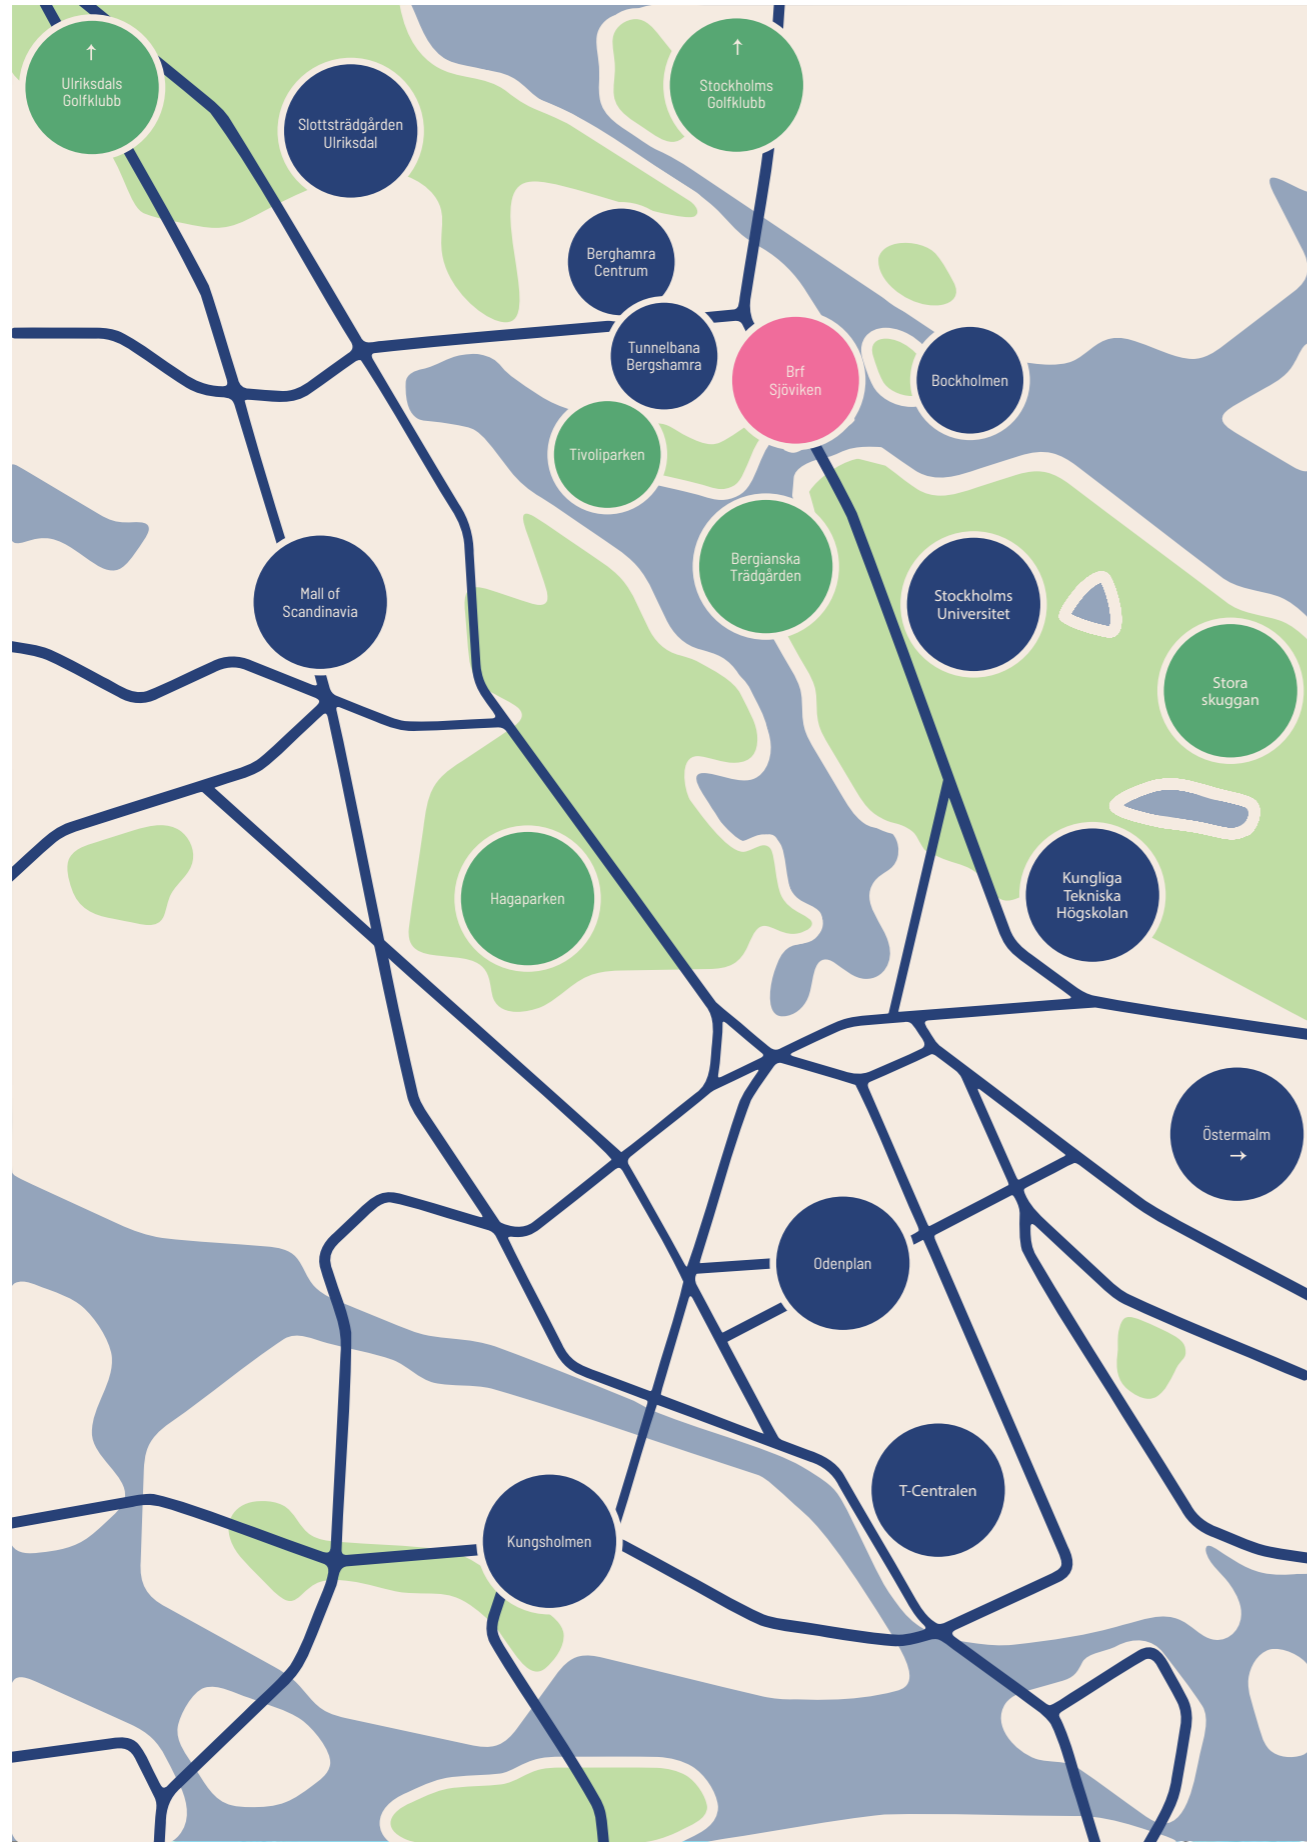 ↑
Ulriksdals
Golfklubb
↑
Stockholms
Golfklubb
Slottsträdgården
Ulriksdal
Berghamra
Centrum
Tunnelbana
Bergshamra
Brf
Sjöviken
Bockholmen
Tivoliparken
Bergianska
Trädgården
Mall of
Scandinavia
Stockholms
Universitet
Stora
skuggan
Hagaparken
Kungliga
Tekniska
Högskolan
Östermalm
→
Odenplan
T-Centralen
Kungsholmen